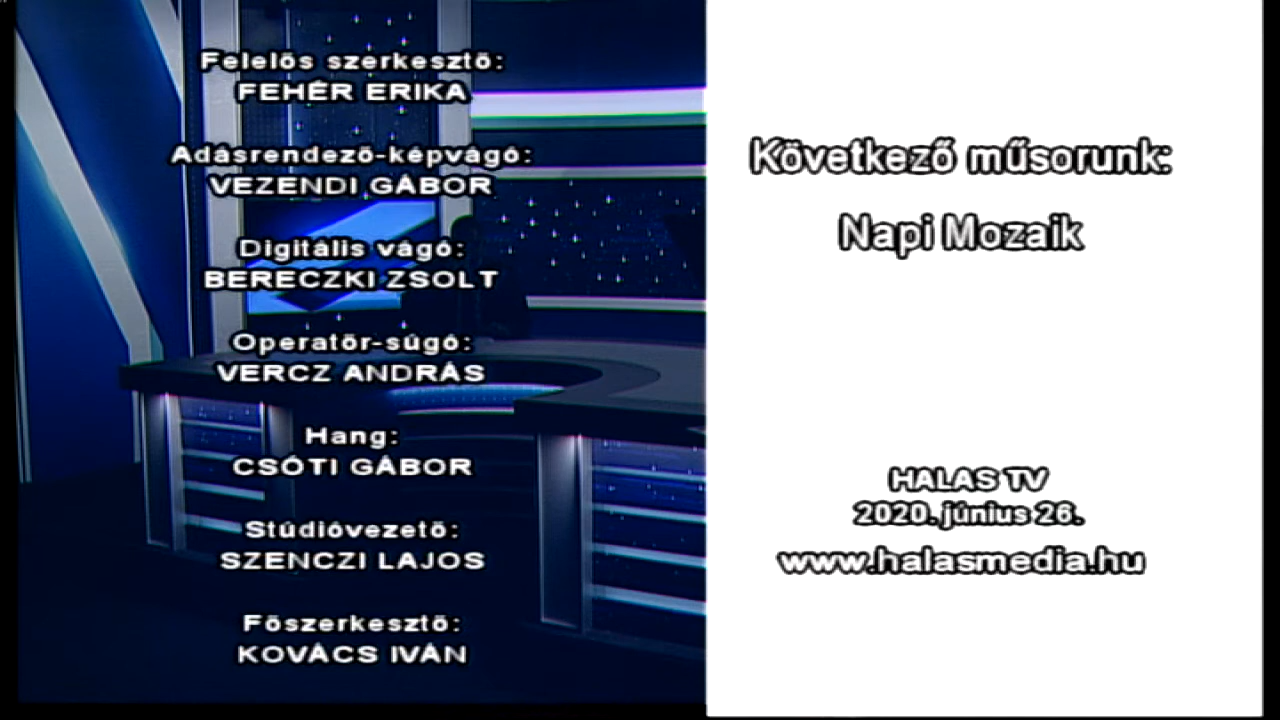 Felelős szerkesztő:
FEHÉR ERIKA
Adásrendező-képvágó:
VEZENDI GÁBOR
Digitális vágó:
BERECZKI ZSOLT
Operatőr-súgó:
VERCZ ANDRÁS
Hang:
CSÓTI GÁBOR
Stúdióvezető:
SZENCZI LAJOS
Főszerkesztő:
KOVÁCS IVÁN
Következő műsorunk:
Napi Mozaik
HALAS TV
2020. június 26.
www.halasmedia.hu